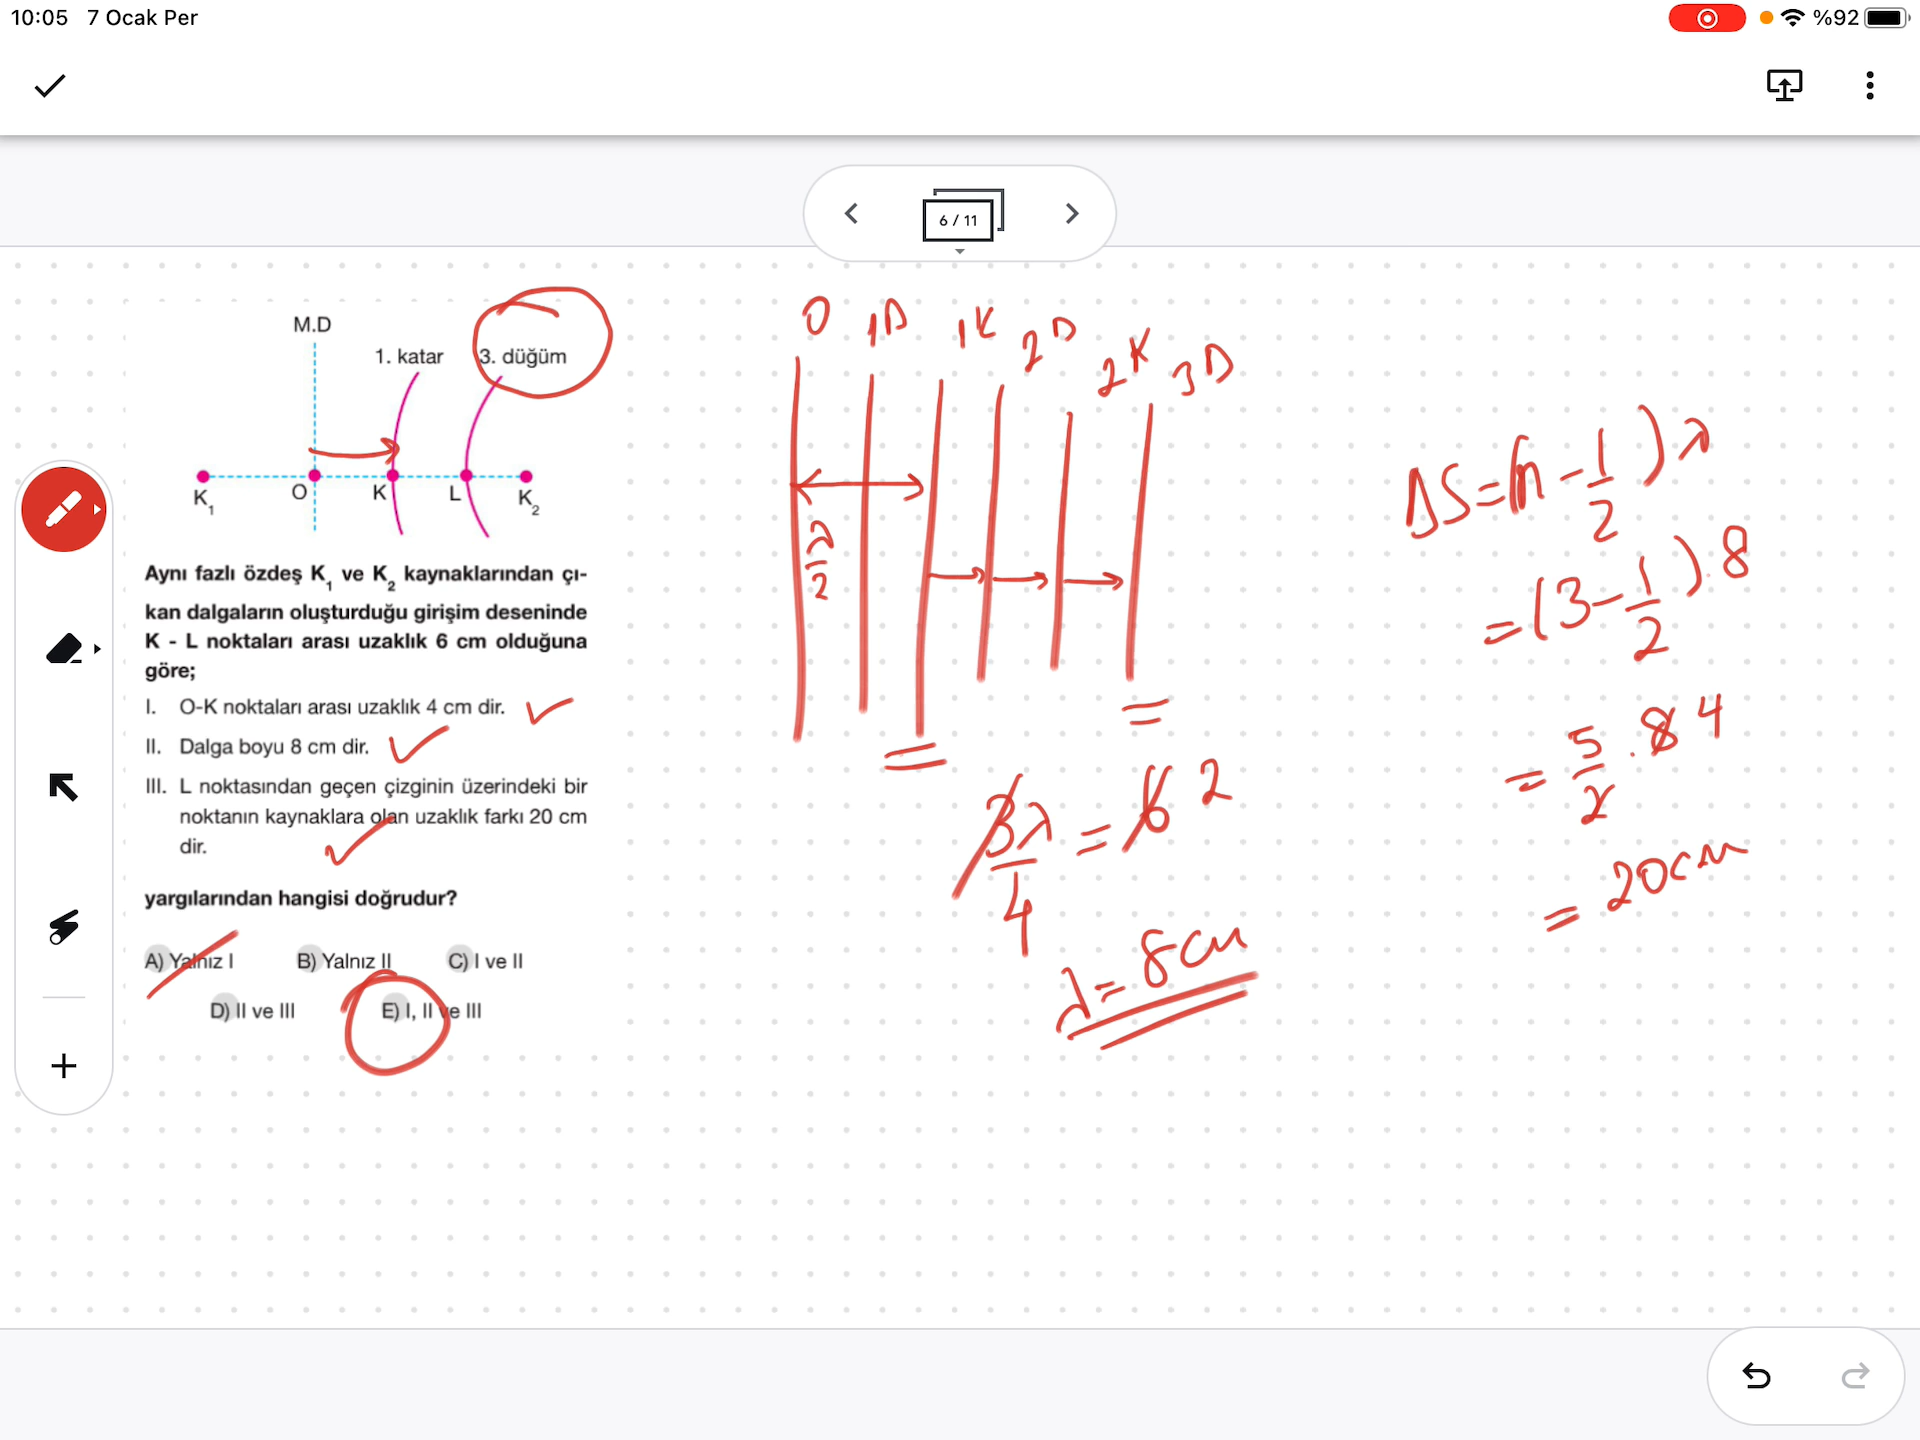 10:05 7 Ocak Per
%92
6 / 11
M.D
1. katar 3. düğüm
K1 O K L K2
Aynı fazlı özdeş K1 ve K2 kaynaklarından çı-
kan dalgaların oluşturduğu girişim deseninde
K - L noktaları arası uzaklık 6 cm olduğuna
göre;
I. O-K noktaları arası uzaklık 4 cm dir.
II. Dalga boyu 8 cm dir.
III. L noktasından geçen çizginin üzerindeki bir
noktanın kaynaklara olan uzaklık farkı 20 cm
dir.
yargılarından hangisi doğrudur?
A) Yalnız I B) Yalnız II C) I ve II
D) II ve III E) I, II ve III
0 1D 1K 2D 2K 3D
λ/2
3λ/4 = 6 2
λ = 8cm
ΔS = (n - 1/2) λ
= (3 - 1/2) . 8
= 5/2 . 8 4
= 20cm